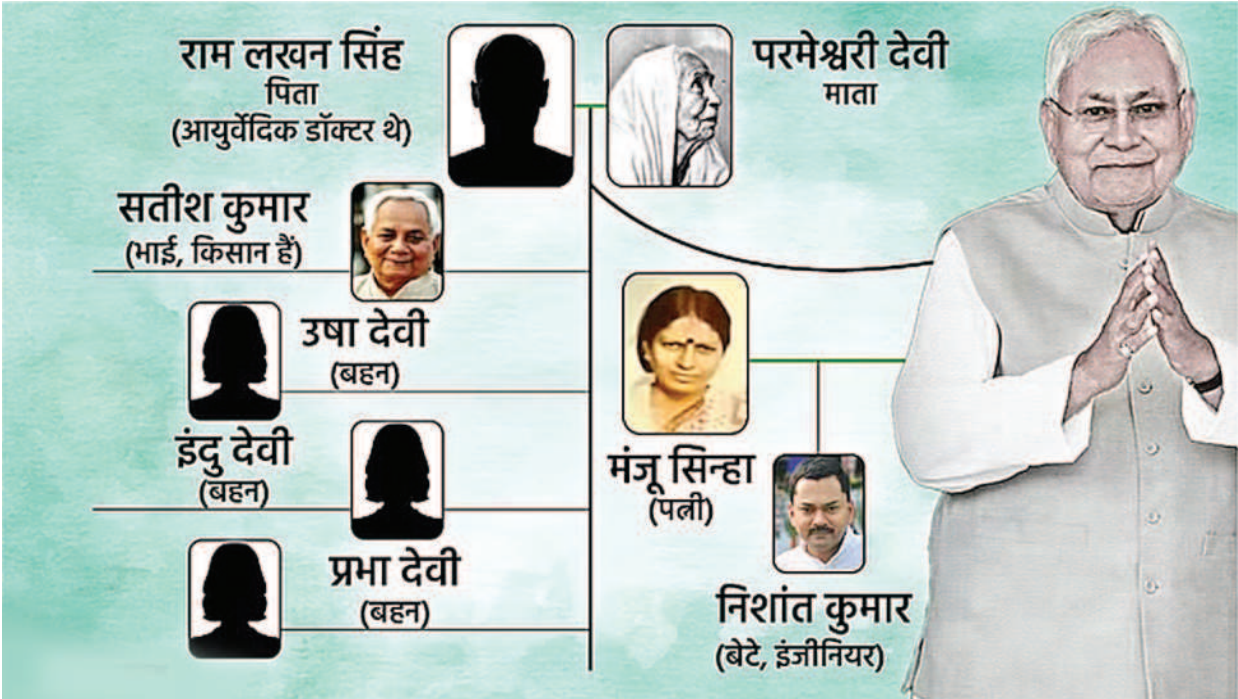 राम लखन सिंह
पिता
(आयुर्वेदिक डॉक्टर थे)
परमेश्वरी देवी
माता
सतीश कुमार
(भाई, किसान हैं)
उषा देवी
(बहन)
इंदु देवी
(बहन)
प्रभा देवी
(बहन)
मंजू सिन्हा
(पत्नी)
निशांत कुमार
(बेटे, इंजीनियर)